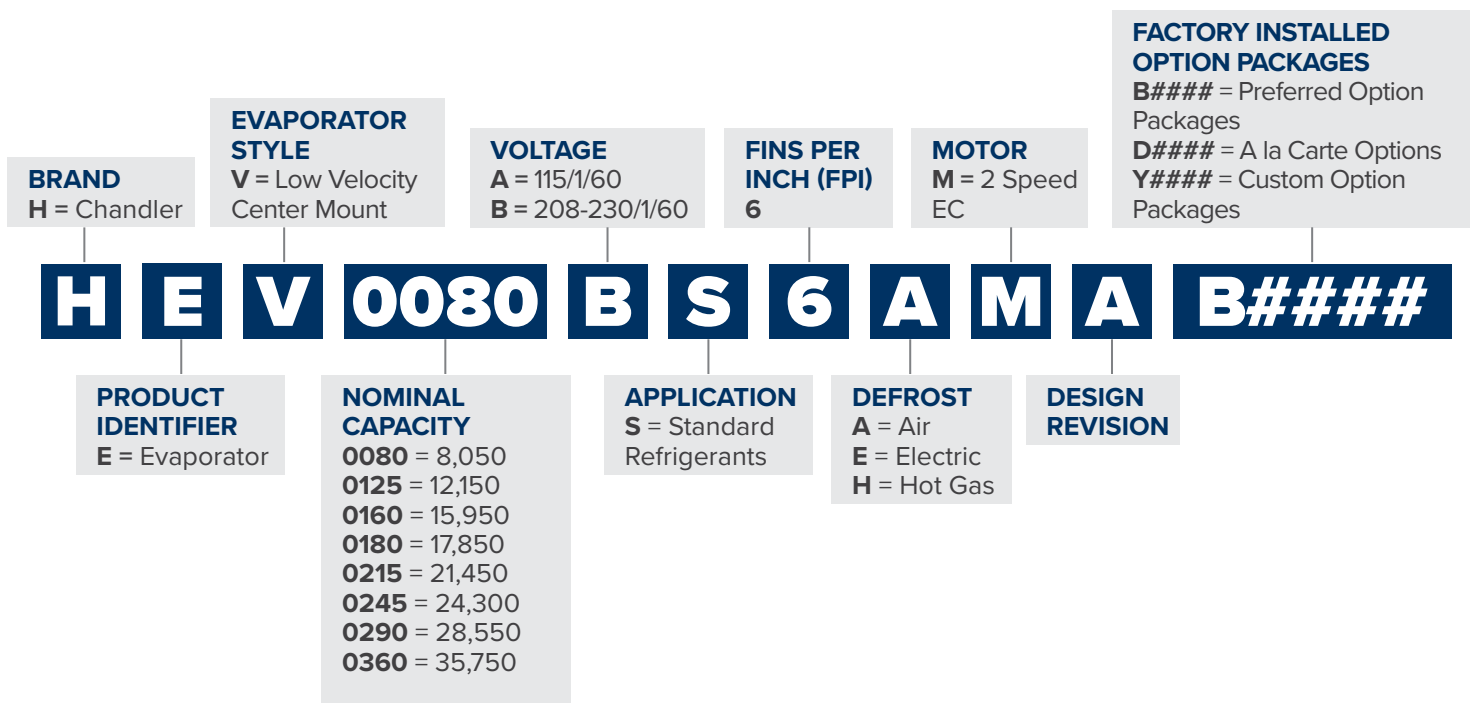 BRAND
H = Chandler
EVAPORATOR
STYLE
V = Low Velocity
Center Mount
VOLTAGE
A = 115/1/60
B = 208-230/1/60
FINS PER
INCH (FPI)
6
MOTOR
M = 2 Speed
EC
FACTORY INSTALLED
OPTION PACKAGES
B#### = Preferred Option
Packages
D#### = A la Carte Options
Y#### = Custom Option
Packages
H E V 0080 B S 6 A M A B####
PRODUCT
IDENTIFIER
E = Evaporator
NOMINAL
CAPACITY
0080 = 8,050
0125 = 12,150
0160 = 15,950
0180 = 17,850
0215 = 21,450
0245 = 24,300
0290 = 28,550
0360 = 35,750
APPLICATION
S = Standard
Refrigerants
DEFROST
A = Air
E = Electric
H = Hot Gas
DESIGN
REVISION